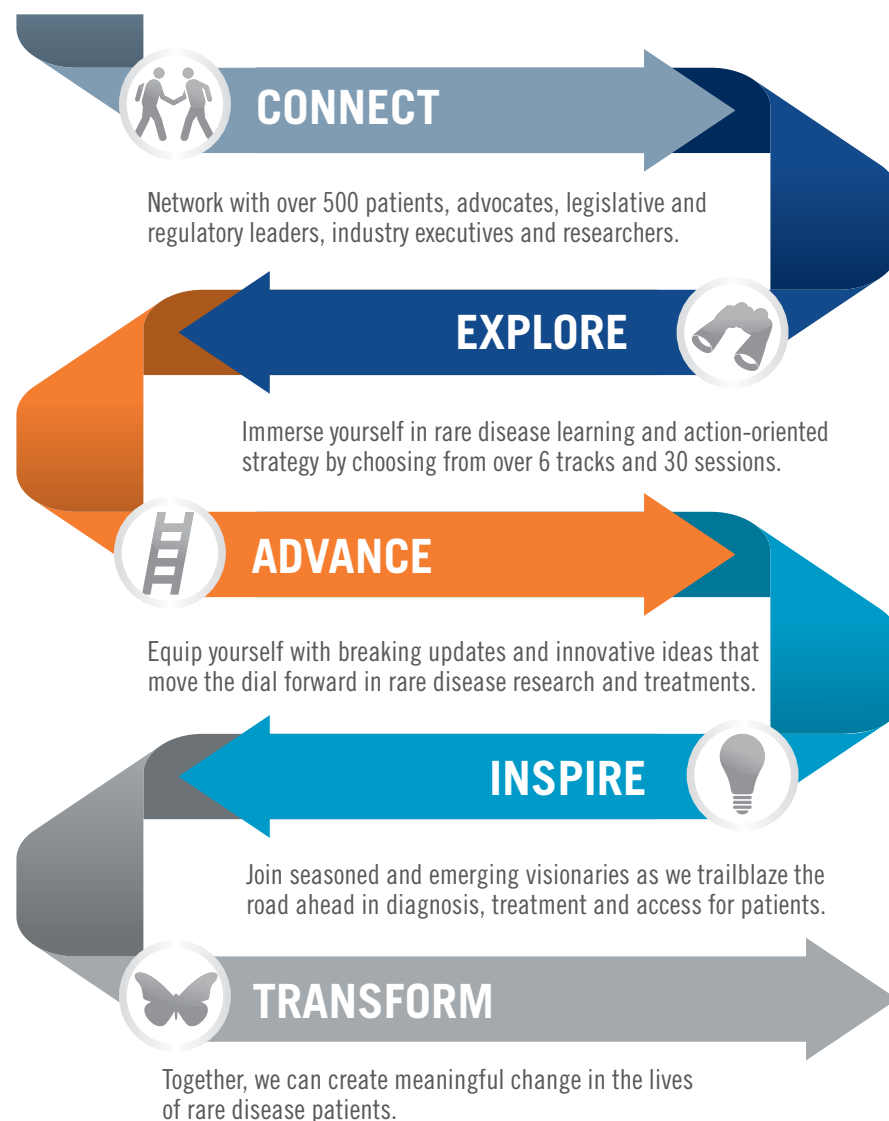 CONNECT
Network with over 500 patients, advocates, legislative and
regulatory leaders, industry executives and researchers.
EXPLORE
Immerse yourself in rare disease learning and action-oriented
strategy by choosing from over 6 tracks and 30 sessions.
ADVANCE
Equip yourself with breaking updates and innovative ideas that
move the dial forward in rare disease research and treatments.
INSPIRE
Join seasoned and emerging visionaries as we trailblaze the
road ahead in diagnosis, treatment and access for patients.
TRANSFORM
Together, we can create meaningful change in the lives
of rare disease patients.